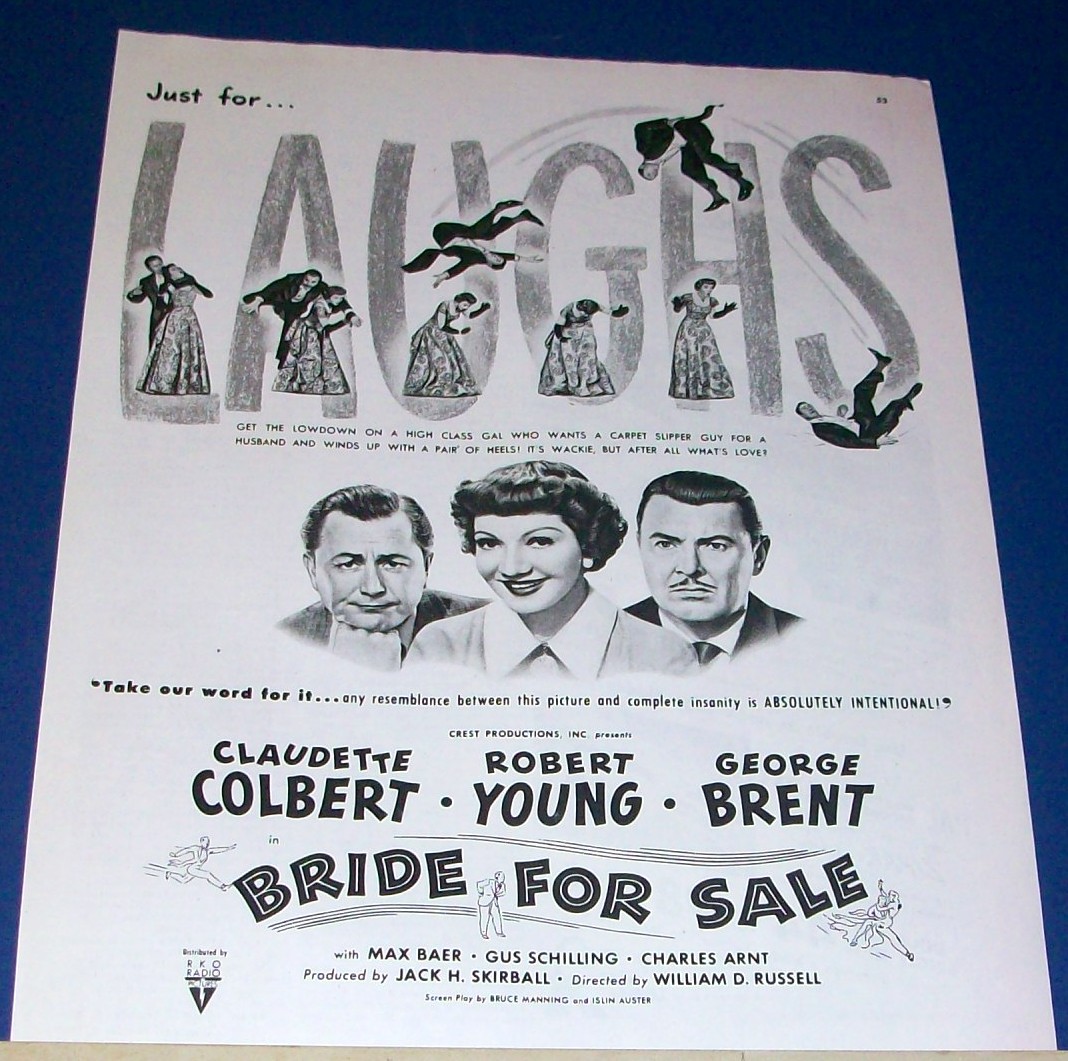 Just for...
53
LAUGHS
GET THE LOWDOWN ON A HIGH CLASS GAL WHO WANTS A CARPET SLIPPER GUY FOR A
HUSBAND AND WINDS UP WITH A PAIR OF HEELS! IT'S WACKIE, BUT AFTER ALL WHAT'S LOVE?
"Take our word for it...any resemblance between this picture and complete insanity is ABSOLUTELY INTENTIONAL!"
CREST PRODUCTIONS, INC. presents
CLAUDETTE COLBERT • ROBERT YOUNG • GEORGE BRENT
in
BRIDE FOR SALE
with MAX BAER • GUS SCHILLING • CHARLES ARNT
Produced by JACK H. SKIRBALL • Directed by WILLIAM D. RUSSELL
Screen Play by BRUCE MANNING and ISLIN AUSTER
Distributed by
RKO
RADIO
PICTURES